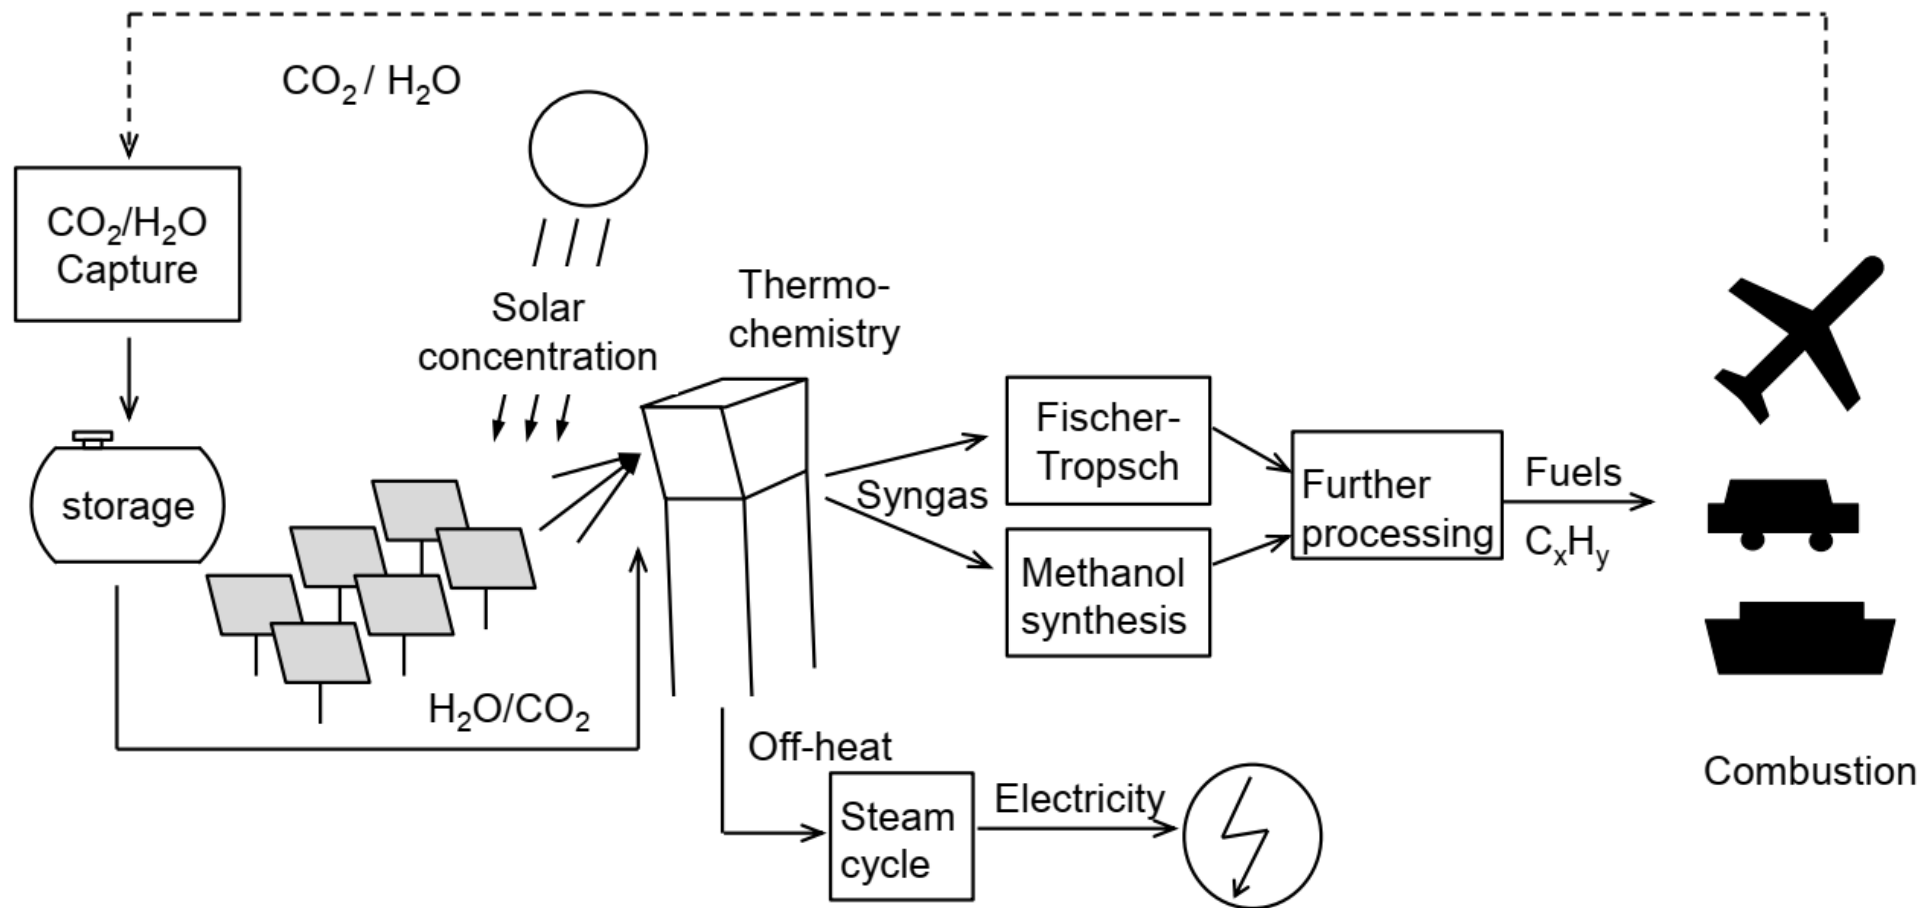 CO₂ / H₂O
CO₂/H₂O
Capture
storage
Solar
concentration
Thermo-
chemistry
H₂O/CO₂
Syngas
Fischer-
Tropsch
Methanol
synthesis
Further
processing
Fuels
CₓHᵧ
Combustion
Off-heat
Steam
cycle
Electricity